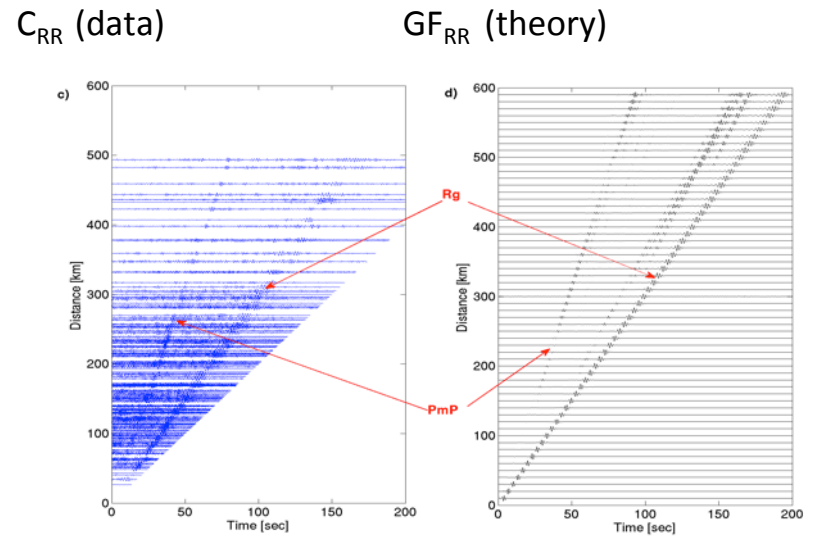 C_RR (data)
GF_RR (theory)
c)
600
500
400
300
200
100
0
Distance [km]
0
50
100
150
200
Time [sec]
Rg
PmP
d)
600
500
400
300
200
100
0
Distance [km]
0
50
100
150
200
Time [sec]